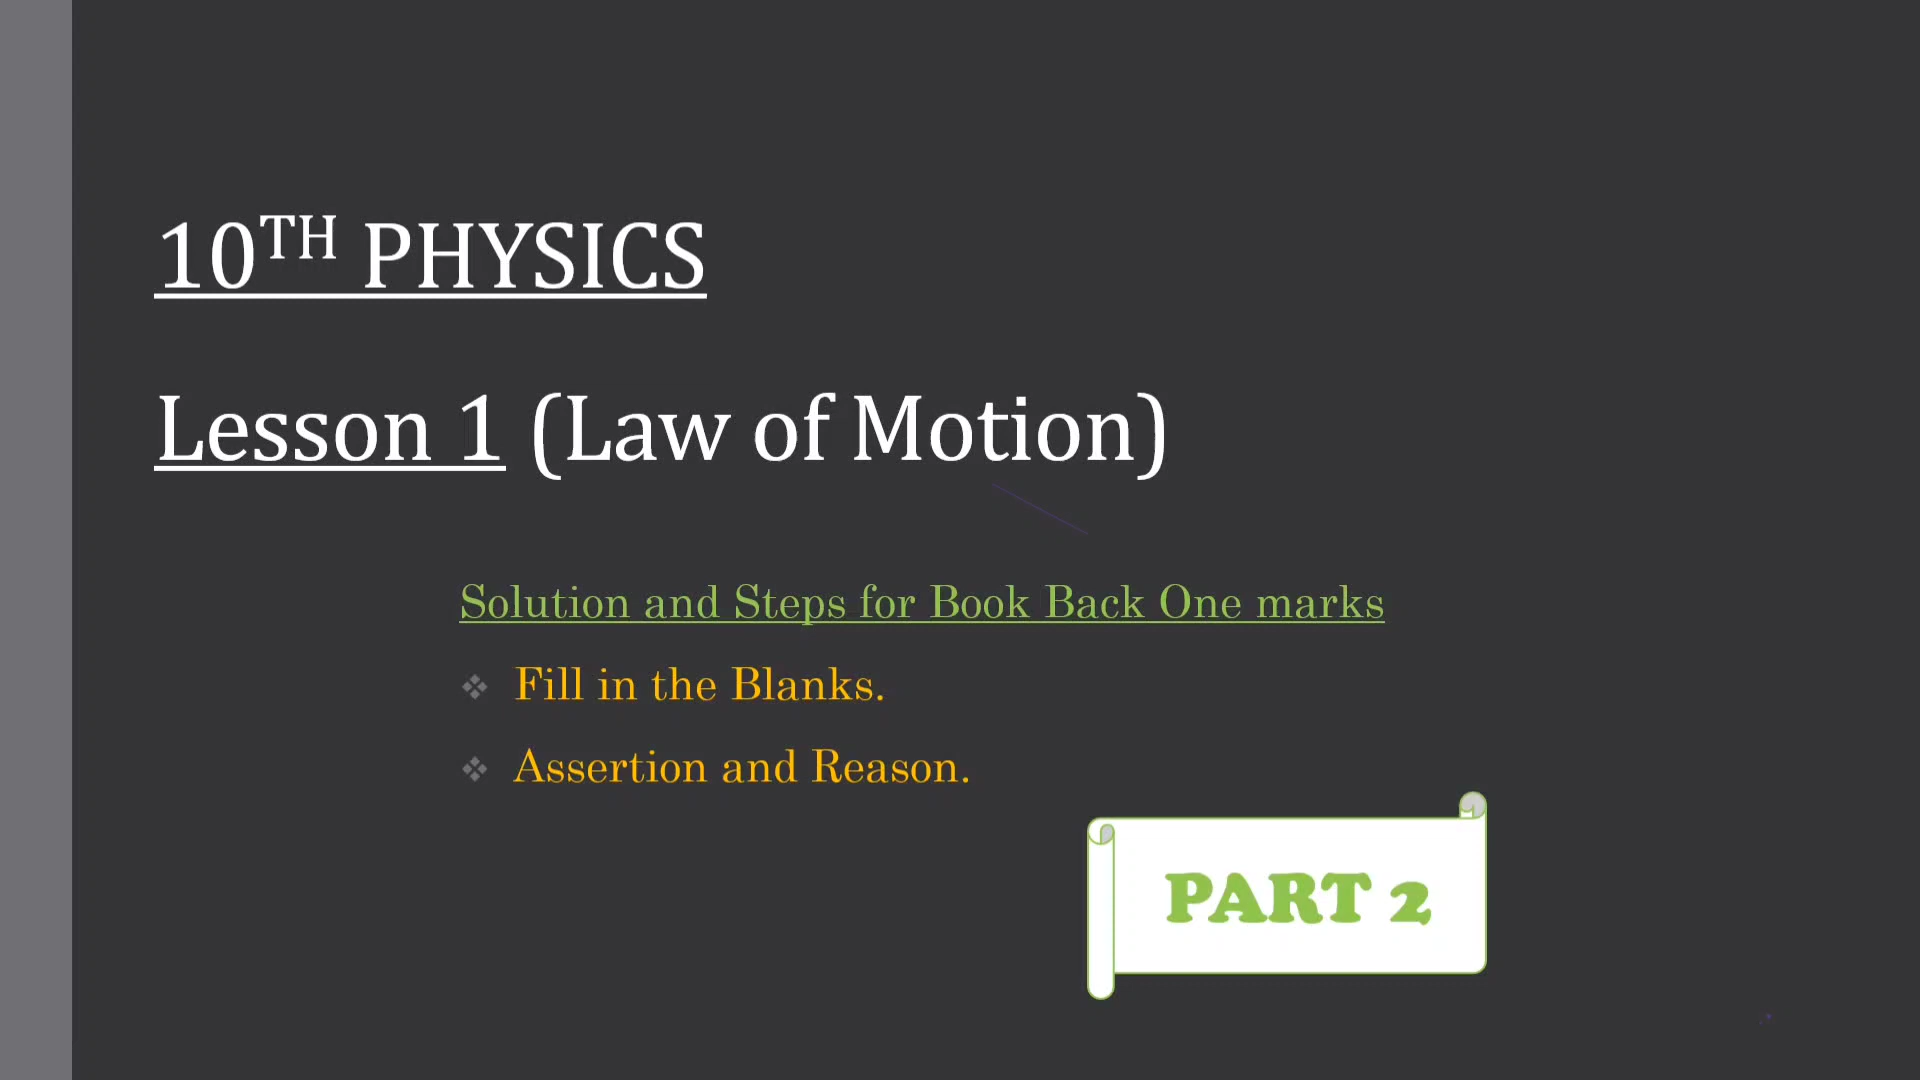 10TH PHYSICS
Lesson 1 (Law of Motion)
Solution and Steps for Book Back One marks
Fill in the Blanks.
Assertion and Reason.
PART 2